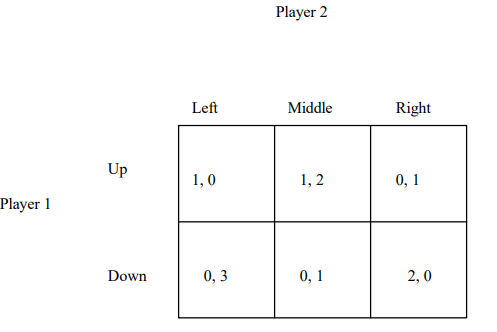 Player 2
Left Middle Right
Up 1, 0 1, 2 0, 1
Player 1
Down 0, 3 0, 1 2, 0